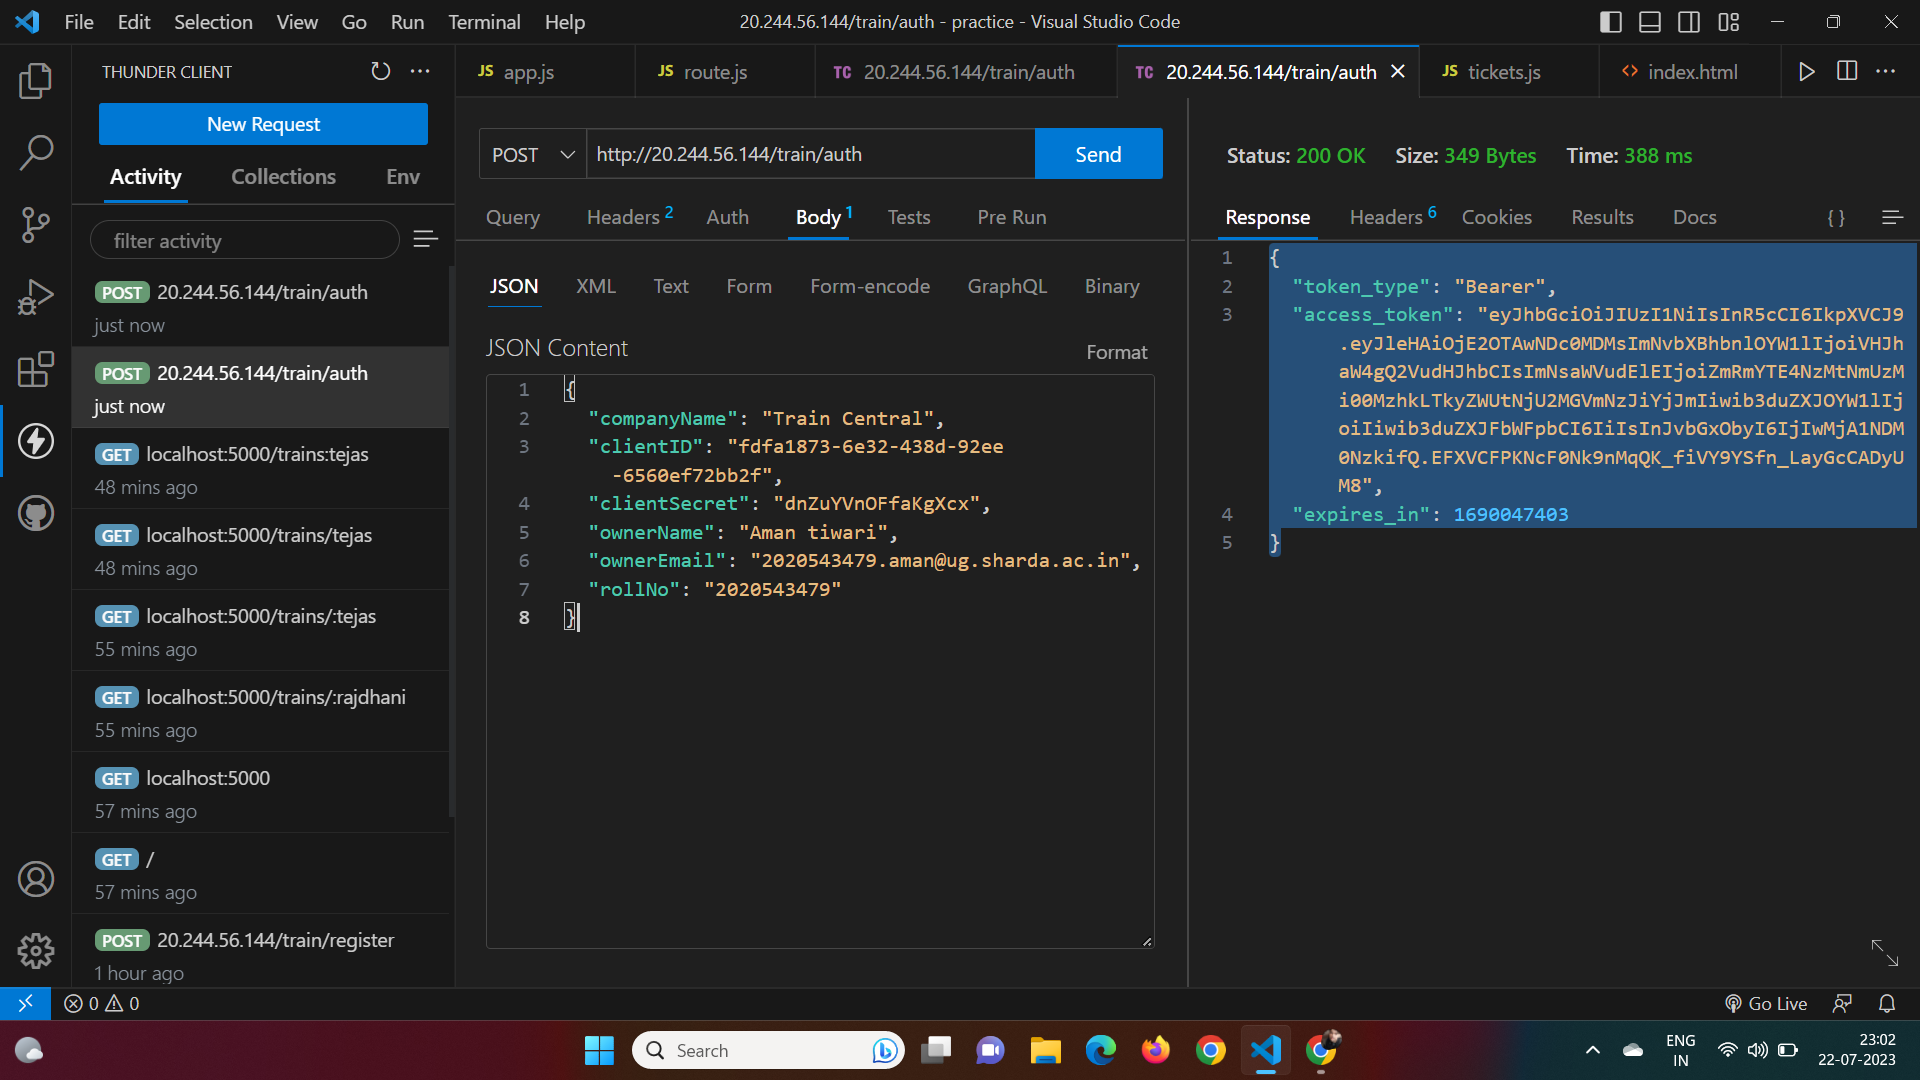 File Edit Selection View Go Run Terminal Help
20.244.56.144/train/auth - practice - Visual Studio Code
THUNDER CLIENT
New Request
Activity Collections Env
filter activity
POST 20.244.56.144/train/auth
just now
POST 20.244.56.144/train/auth
just now
GET localhost:5000/trains:tejas
48 mins ago
GET localhost:5000/trains/tejas
48 mins ago
GET localhost:5000/trains/:tejas
55 mins ago
GET localhost:5000/trains/:rajdhani
55 mins ago
GET localhost:5000
57 mins ago
GET /
57 mins ago
POST 20.244.56.144/train/register
1 hour ago
JS app.js JS route.js TC 20.244.56.144/train/auth TC 20.244.56.144/train/auth JS tickets.js <> index.html
POST http://20.244.56.144/train/auth Send
Query Headers 2 Auth Body 1 Tests Pre Run
JSON XML Text Form Form-encode GraphQL Binary
JSON Content Format
1 {
2 "companyName": "Train Central",
3 "clientID": "fdfa1873-6e32-438d-92ee
-6560ef72bb2f",
4 "clientSecret": "dnZuYVnOFfaKgXcx",
5 "ownerName": "Aman tiwari",
6 "ownerEmail": "2020543479.aman@ug.sharda.ac.in",
7 "rollNo": "2020543479"
8 }
Status: 200 OK Size: 349 Bytes Time: 388 ms
Response Headers 6 Cookies Results Docs { }
1 {
2 "token_type": "Bearer",
3 "access_token": "eyJhbGciOiJIUzI1NiIsInR5cCI6IkpXVCJ9
.eyJleHAiOjE2OTAwNDc0MDMsImNvbXBhbnlOYW1lIjoiVHJh
aW4gQ2VudHJhbCIsImNsaWVudElEIjoiZmRmYTE4NzMtNmUzM
i00MzhkLTkyZWUtNjU2MGVmNzJiYjJmIiwib3duZXJOYW1lIj
oiIiwib3duZXJFbWFpbCI6IiIsInJvbGxObyI6IjIwMjA1NDM
0NzkifQ.EFXVCFPKNcF0Nk9nMqQK_fiVY9YSfn_LayGcCADyU
M8",
4 "expires_in": 1690047403
5 }
0 0
Go Live
Search
ENG
IN
23:02
22-07-2023